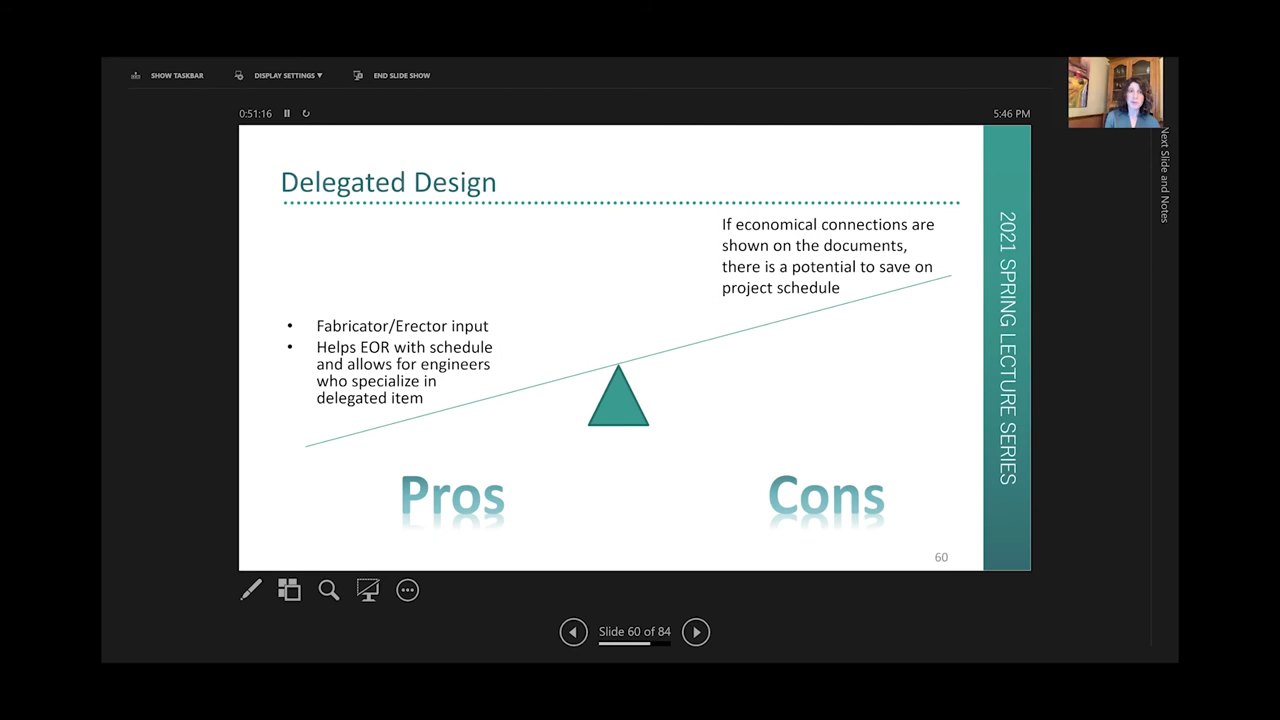 SHOW TASKBAR
DISPLAY SETTINGS ▼
END SLIDE SHOW
0:51:16
5:46 PM
Next Slide and Notes
Delegated Design
If economical connections are
shown on the documents,
there is a potential to save on
project schedule
• Fabricator/Erector input
• Helps EOR with schedule
and allows for engineers
who specialize in
delegated item
Pros
Cons
60
2021 SPRING LECTURE SERIES
Slide 60 of 84